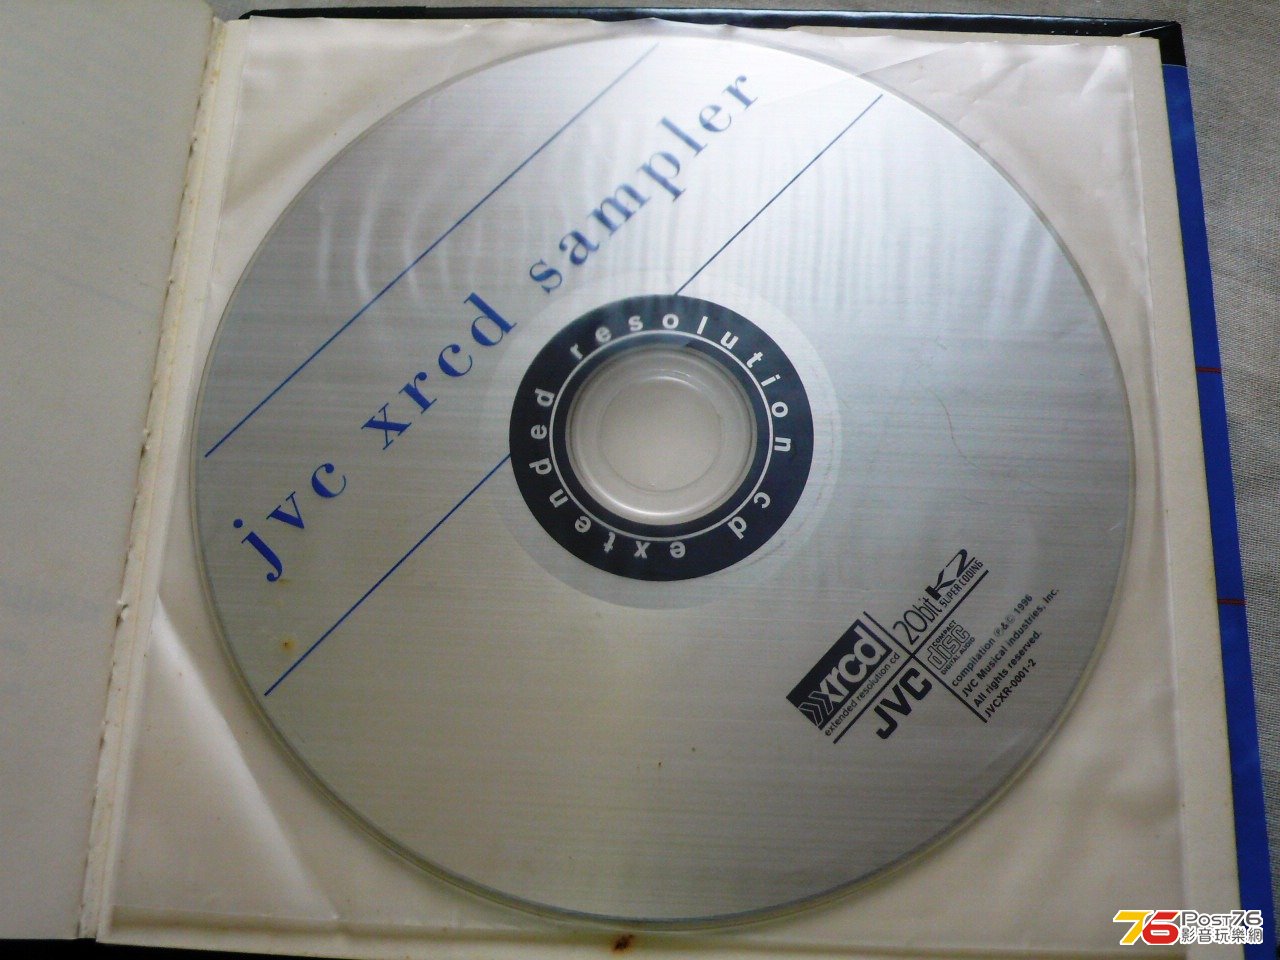 jvc xrcd sampler
extended resolution cd
xrcd
extended resolution cd
JVC
20bit K2
SUPER CODING
COMPACT
disc
DIGITAL AUDIO
compilation ℗&© 1996
JVC Musical Industries, Inc.
All rights reserved.
JVCXR-0001-2
76 Post76
影音玩樂網